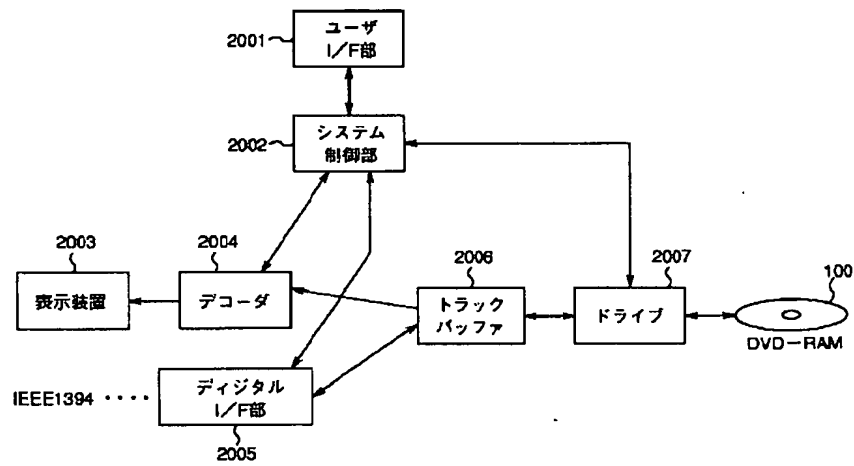 2001
ユーザ
I/F部
2002
システム
制御部
2003
表示装置
2004
デコーダ
2006
トラック
バッファ
2007
ドライブ
100
DVD-RAM
IEEE1394 ····
ディジタル
I/F部
2005